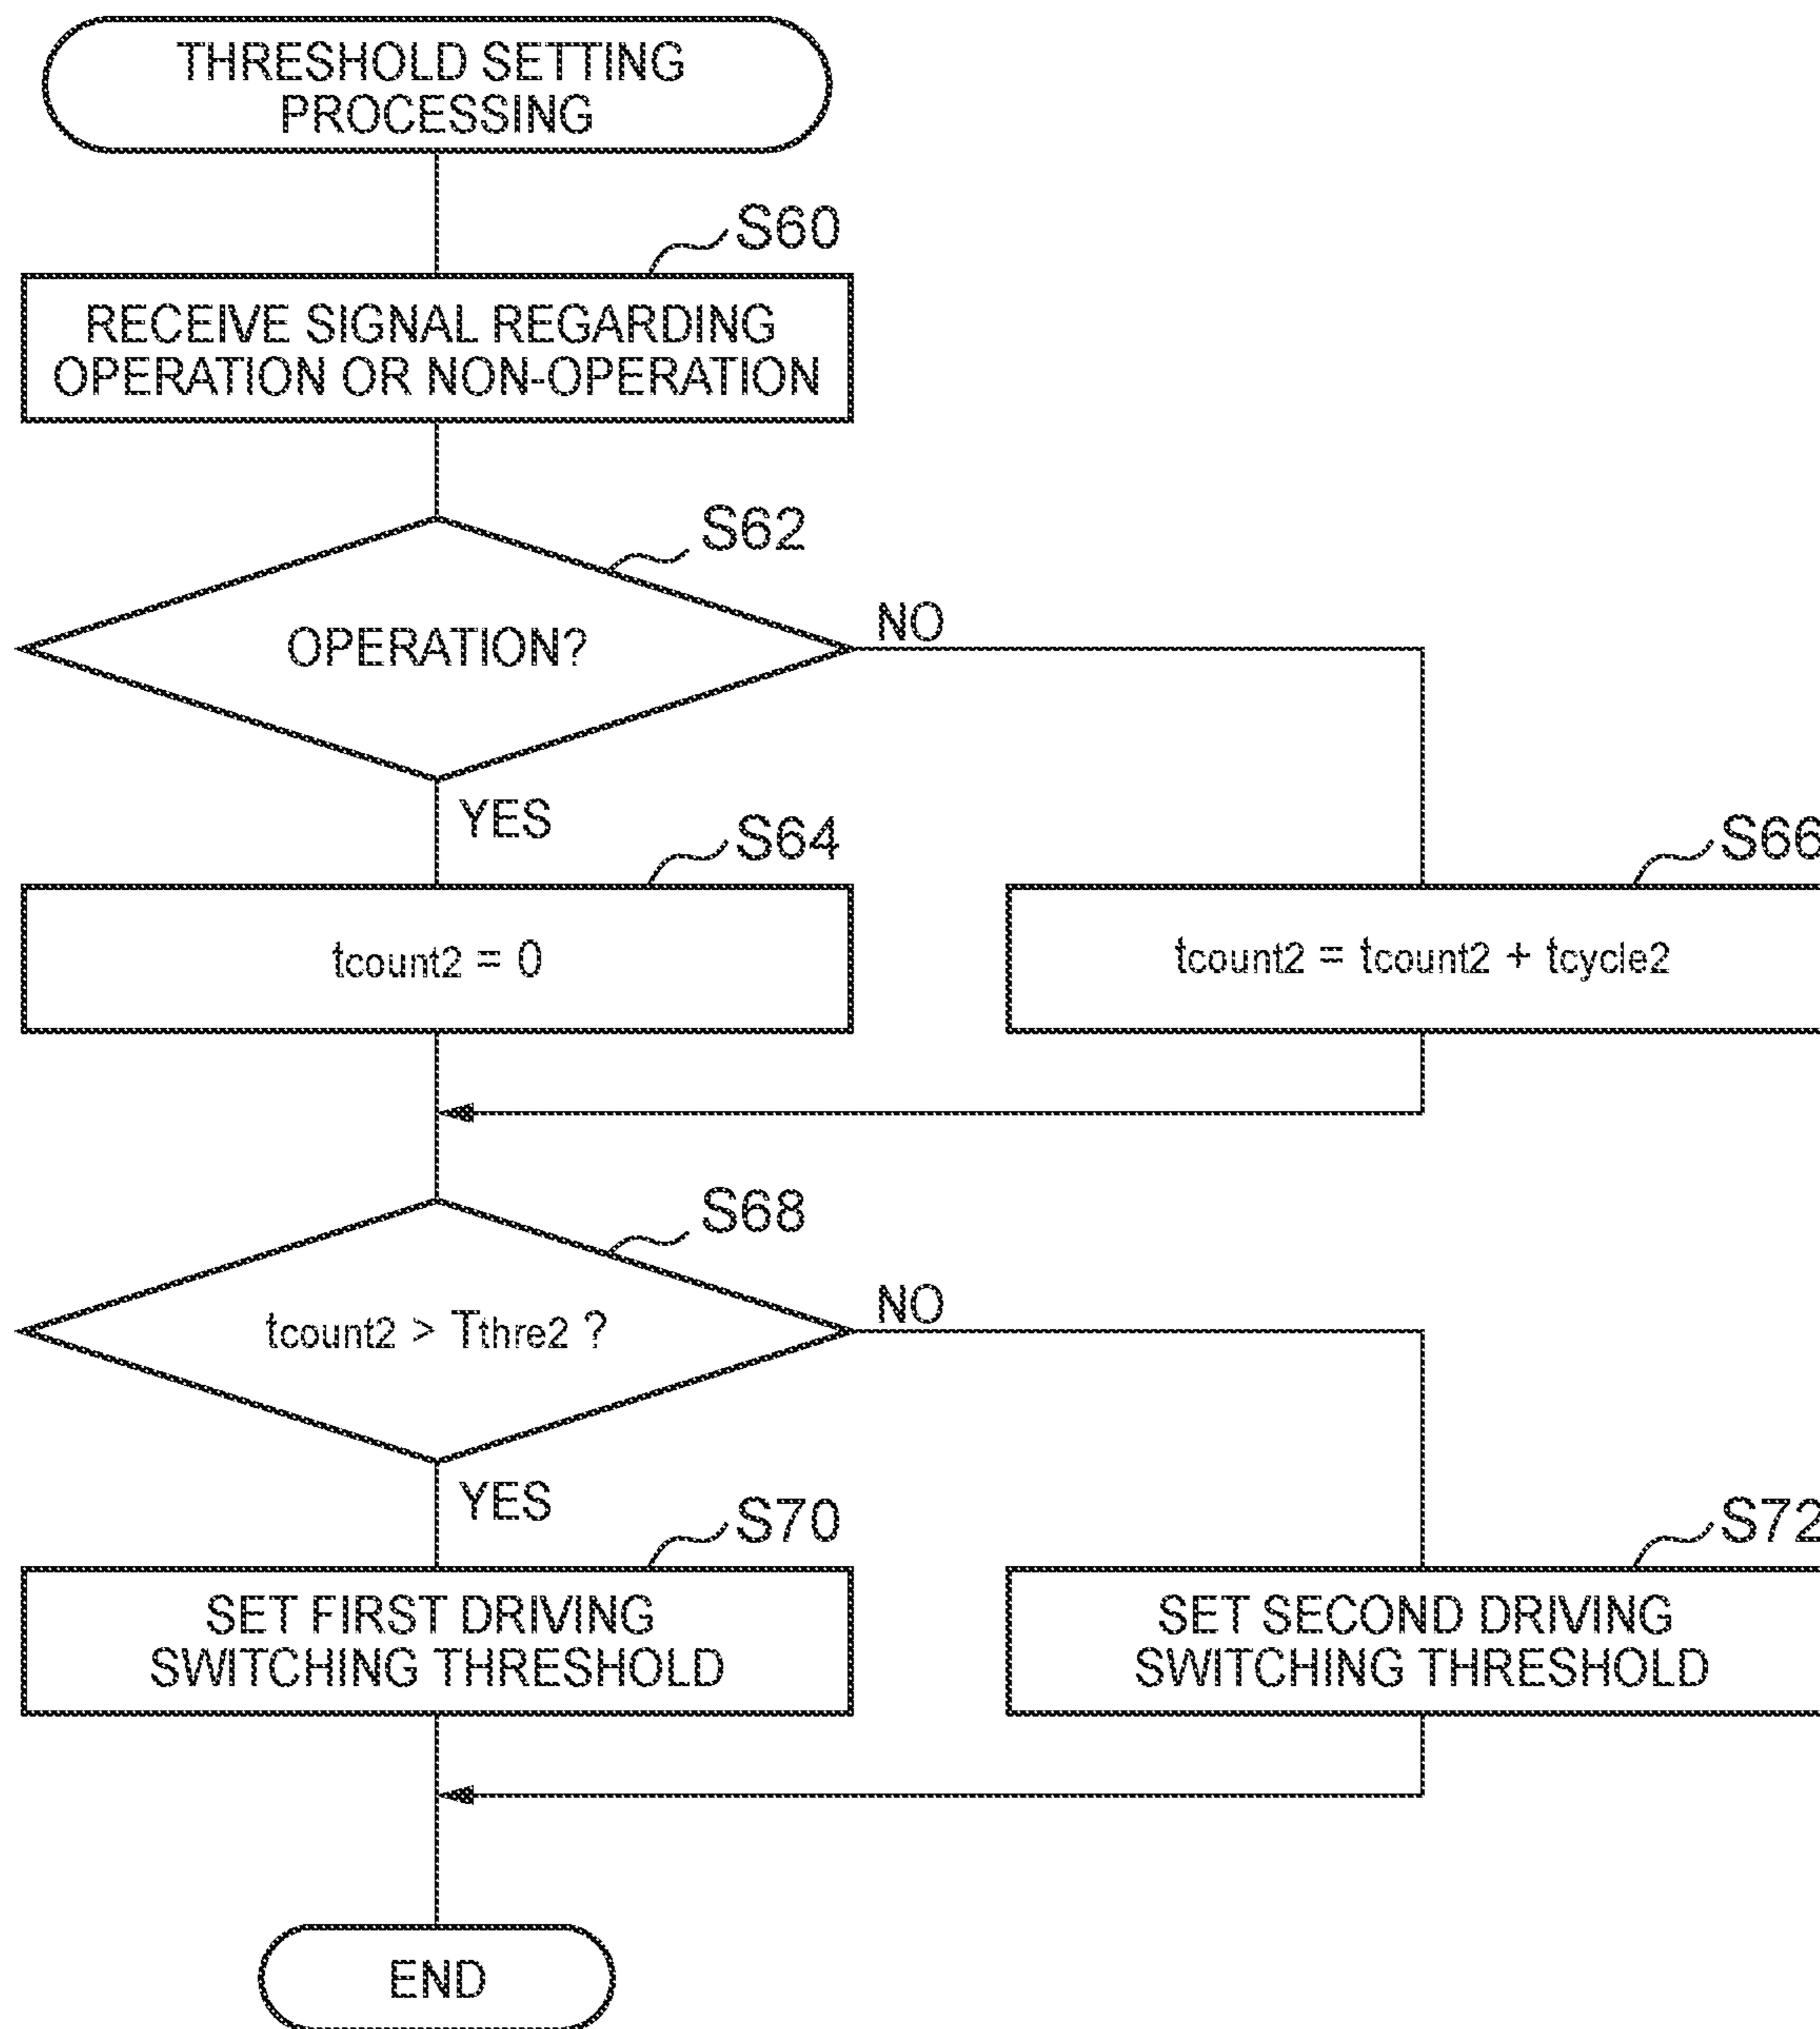 THRESHOLD SETTING
PROCESSING
S60
RECEIVE SIGNAL REGARDING
OPERATION OR NON-OPERATION
S62
OPERATION?
NO
YES
S64
S66
tcount2 = 0
tcount2 = tcount2 + tcycle2
S68
tcount2 > Tthre2 ?
NO
YES
S70
S72
SET FIRST DRIVING
SWITCHING THRESHOLD
SET SECOND DRIVING
SWITCHING THRESHOLD
END